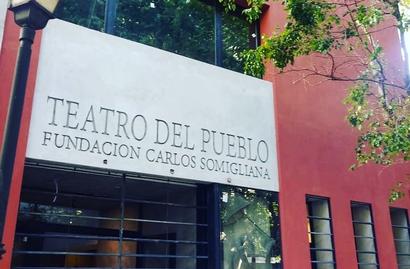 TEATRO DEL PUEBLO
FUNDACION CARLOS SOMIGLIANA